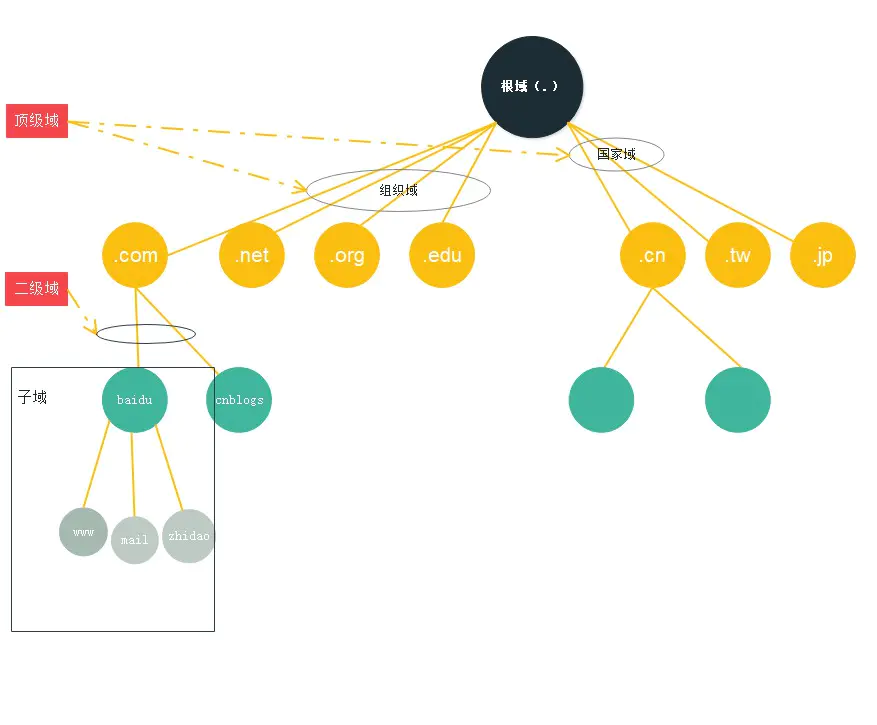 根域（.）
顶级域
国家域
组织域
.com
.net
.org
.edu
.cn
.tw
.jp
二级域
子域
baidu
cnblogs
www
mail
zhidao